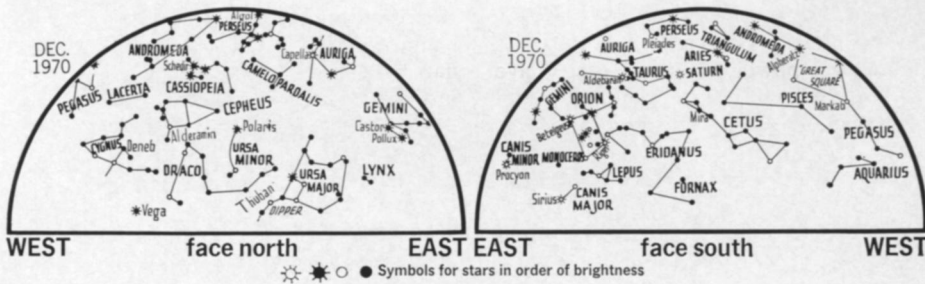 DEC.
1970
Algol
PERSEUS
ANDROMEDA
Schedir
Capella
AURIGA
CASSIOPEIA
CAMELOPARDALIS
PEGASUS
LACERTA
CEPHEUS
GEMINI
Castor
Pollux
Alderamin
Polaris
CYGNUS
Deneb
URSA
MINOR
DRACO
Thuban
URSA
MAJOR
LYNX
DIPPER
Vega
WEST
face north
EAST
DEC.
1970
PERSEUS
Pleiades
AURIGA
TRIANGULUM
ANDROMEDA
Alpherat
ARIES
SATURN
Aldebaran
TAURUS
GREAT
SQUARE
GEMINI
ORION
PISCES
Markab
Betelgeuse
Mira
CETUS
PEGASUS
CANIS
MINOR
MONOCEROS
Rigel
Procyon
ERIDANUS
LEPUS
AQUARIUS
Sirius
CANIS
MAJOR
FORNAX
EAST
face south
WEST
Symbols for stars in order of brightness